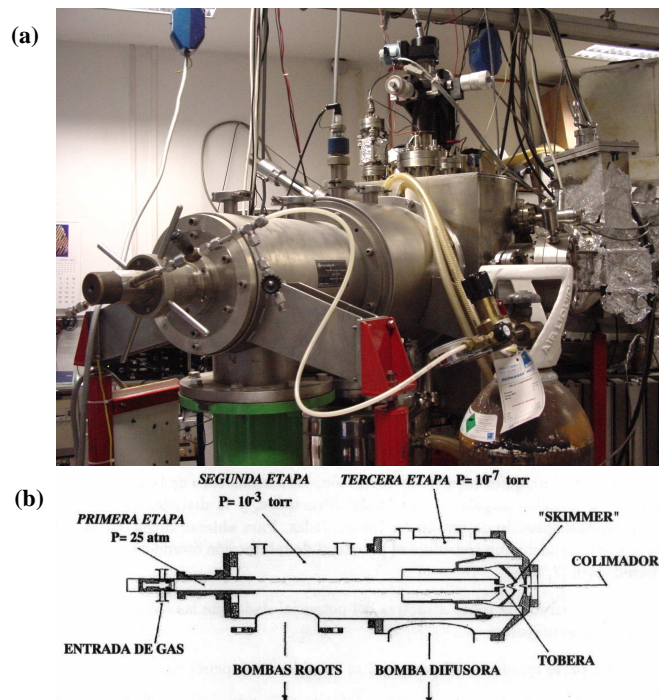 (a)
(b)
SEGUNDA ETAPA
P= 10⁻³ torr
TERCERA ETAPA P= 10⁻⁷ torr
PRIMERA ETAPA
P= 25 atm
"SKIMMER"
COLIMADOR
ENTRADA DE GAS
TOBERA
BOMBAS ROOTS
BOMBA DIFUSORA